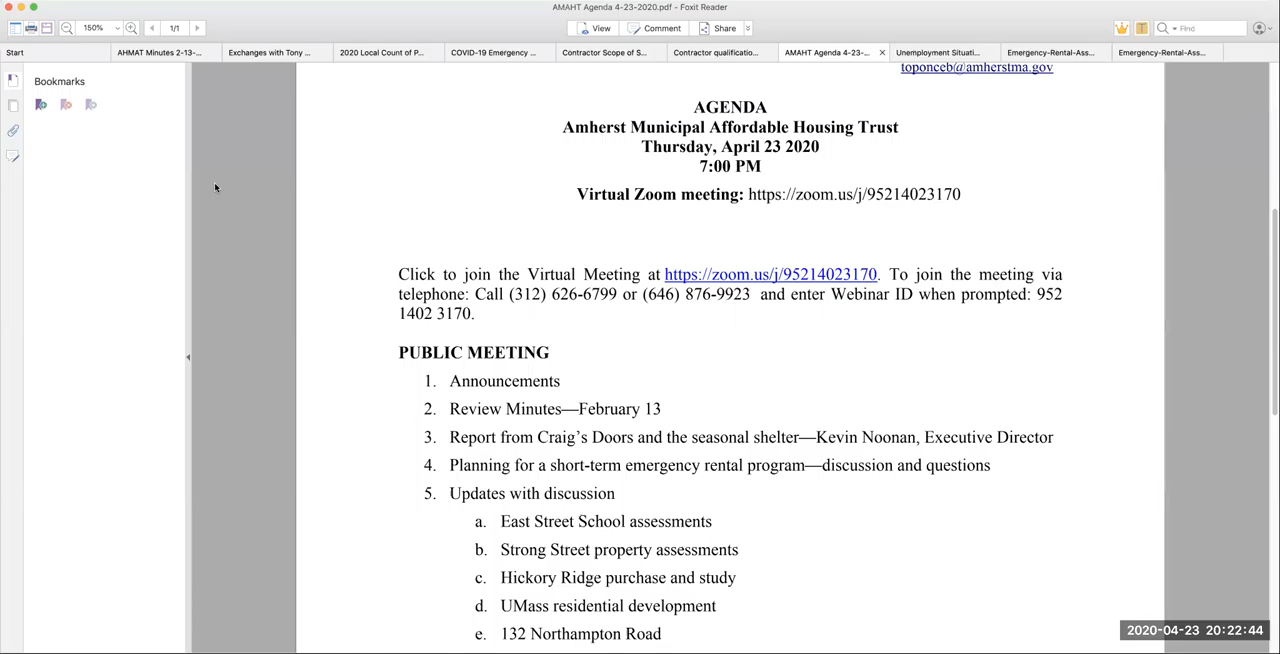 AMAHT Agenda 4-23-2020.pdf - Foxit Reader
150%
1/1
View
Comment
Share
Find
Start
AHMAT Minutes 2-13-...
Exchanges with Tony ...
2020 Local Count of P...
COVID-19 Emergency ...
Contractor Scope of S...
Contractor qualificatio...
AMAHT Agenda 4-23-...
Unemployment Situati...
Emergency-Rental-Ass...
Emergency-Rental-Ass...
Bookmarks
toponceb@amherstma.gov
AGENDA
Amherst Municipal Affordable Housing Trust
Thursday, April 23 2020
7:00 PM
Virtual Zoom meeting: https://zoom.us/j/95214023170
Click to join the Virtual Meeting at https://zoom.us/j/95214023170. To join the meeting via
telephone: Call (312) 626-6799 or (646) 876-9923 and enter Webinar ID when prompted: 952
1402 3170.
PUBLIC MEETING
1. Announcements
2. Review Minutes—February 13
3. Report from Craig's Doors and the seasonal shelter—Kevin Noonan, Executive Director
4. Planning for a short-term emergency rental program—discussion and questions
5. Updates with discussion
a. East Street School assessments
b. Strong Street property assessments
c. Hickory Ridge purchase and study
d. UMass residential development
e. 132 Northampton Road
2020-04-23 20:22:44